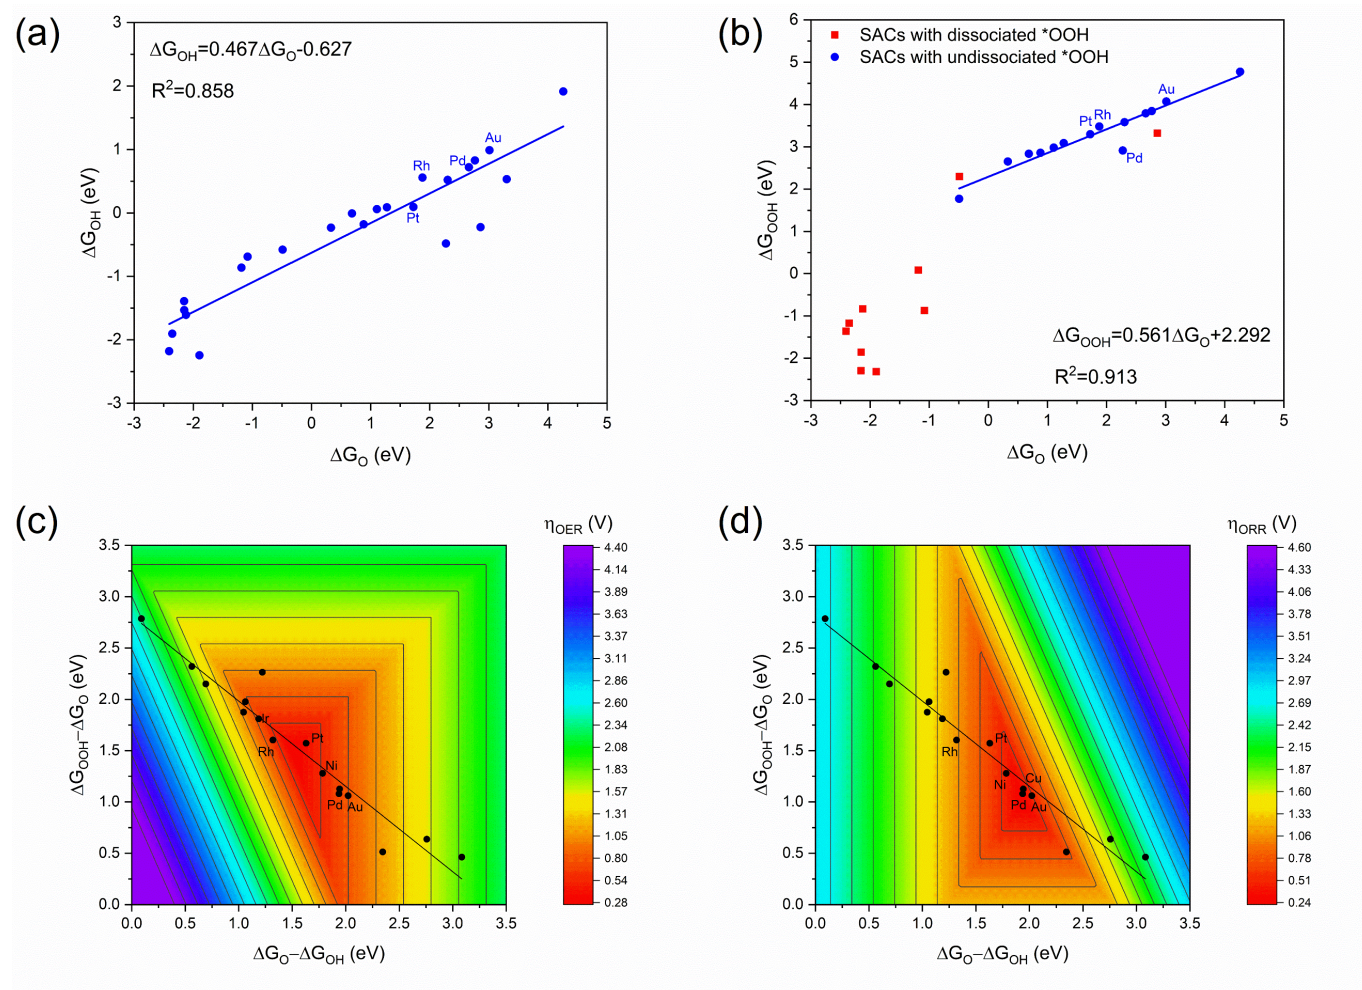 (a)
ΔG_OH=0.467ΔG_O-0.627
R²=0.858
3
2
1
0
-1
-2
-3
ΔG_OH (eV)
Au
Rh
Pd
Pt
-3 -2 -1 0 1 2 3 4 5
ΔG_O (eV)
(b)
SACs with dissociated *OOH
SACs with undissociated *OOH
6
5
4
3
2
1
0
-1
-2
-3
ΔG_OOH (eV)
Au
Pt Rh
Pd
ΔG_OOH=0.561ΔG_O+2.292
R²=0.913
-3 -2 -1 0 1 2 3 4 5
ΔG_O (eV)
(c)
η_OER (V)
3.5
3.0
2.5
2.0
1.5
1.0
0.5
0.0
ΔG_OOH−ΔG_O (eV)
Ir
Rh
Pt
Ni
Pd
Au
0.0 0.5 1.0 1.5 2.0 2.5 3.0 3.5
ΔG_O−ΔG_OH (eV)
4.40
4.14
3.89
3.63
3.37
3.11
2.86
2.60
2.34
2.08
1.83
1.57
1.31
1.05
0.80
0.54
0.28
(d)
η_ORR (V)
3.5
3.0
2.5
2.0
1.5
1.0
0.5
0.0
ΔG_OOH−ΔG_O (eV)
Rh
Pt
Ni
Cu
Pd
Au
0.0 0.5 1.0 1.5 2.0 2.5 3.0 3.5
ΔG_O−ΔG_OH (eV)
4.60
4.33
4.06
3.78
3.51
3.24
2.97
2.69
2.42
2.15
1.87
1.60
1.33
1.06
0.78
0.51
0.24